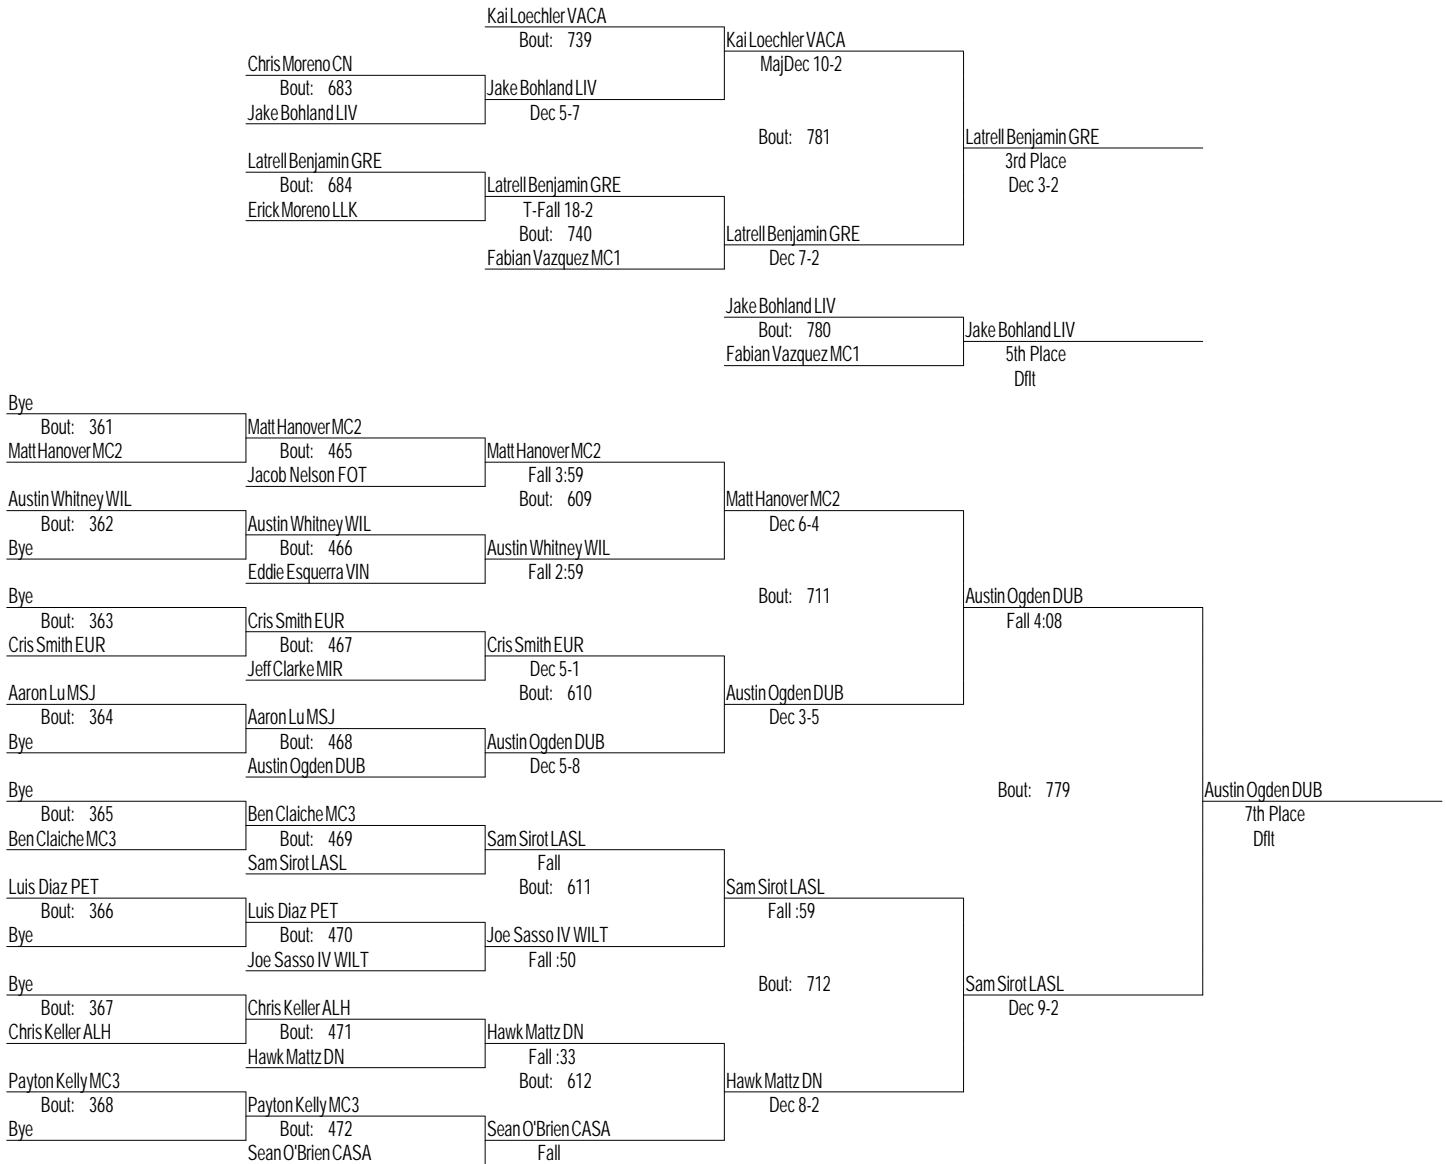 Kai Loechler VACA
Bout: 739
Kai Loechler VACA
MajDec 10-2
Chris Moreno CN
Bout: 683
Jake Bohland LIV
Jake Bohland LIV
Dec 5-7
Bout: 781
Latrell Benjamin GRE
3rd Place
Dec 3-2
Latrell Benjamin GRE
Bout: 684
Erick Moreno LLK
Latrell Benjamin GRE
T-Fall 18-2
Bout: 740
Fabian Vazquez MC1
Latrell Benjamin GRE
Dec 7-2
Jake Bohland LIV
Bout: 780
Fabian Vazquez MC1
Jake Bohland LIV
5th Place
Dflt
Bye
Bout: 361
Matt Hanover MC2
Matt Hanover MC2
Bout: 465
Jacob Nelson FOT
Matt Hanover MC2
Fall 3:59
Bout: 609
Austin Whitney WIL
Bout: 362
Bye
Austin Whitney WIL
Bout: 466
Eddie Esquerra VIN
Austin Whitney WIL
Fall 2:59
Matt Hanover MC2
Dec 6-4
Bout: 711
Bye
Bout: 363
Cris Smith EUR
Cris Smith EUR
Bout: 467
Jeff Clarke MIR
Cris Smith EUR
Dec 5-1
Bout: 610
Aaron Lu MSJ
Bout: 364
Bye
Aaron Lu MSJ
Bout: 468
Austin Ogden DUB
Austin Ogden DUB
Dec 5-8
Austin Ogden DUB
Dec 3-5
Austin Ogden DUB
Fall 4:08
Bout: 779
Austin Ogden DUB
7th Place
Dflt
Bye
Bout: 365
Ben Claiche MC3
Ben Claiche MC3
Bout: 469
Sam Sirot LASL
Sam Sirot LASL
Fall
Bout: 611
Luis Diaz PET
Bout: 366
Bye
Luis Diaz PET
Bout: 470
Joe Sasso IV WILT
Joe Sasso IV WILT
Fall :50
Sam Sirot LASL
Fall :59
Bout: 712
Sam Sirot LASL
Dec 9-2
Bye
Bout: 367
Chris Keller ALH
Chris Keller ALH
Bout: 471
Hawk Mattz DN
Hawk Mattz DN
Fall :33
Bout: 612
Payton Kelly MC3
Bout: 368
Bye
Payton Kelly MC3
Bout: 472
Sean O'Brien CASA
Sean O'Brien CASA
Fall
Hawk Mattz DN
Dec 8-2